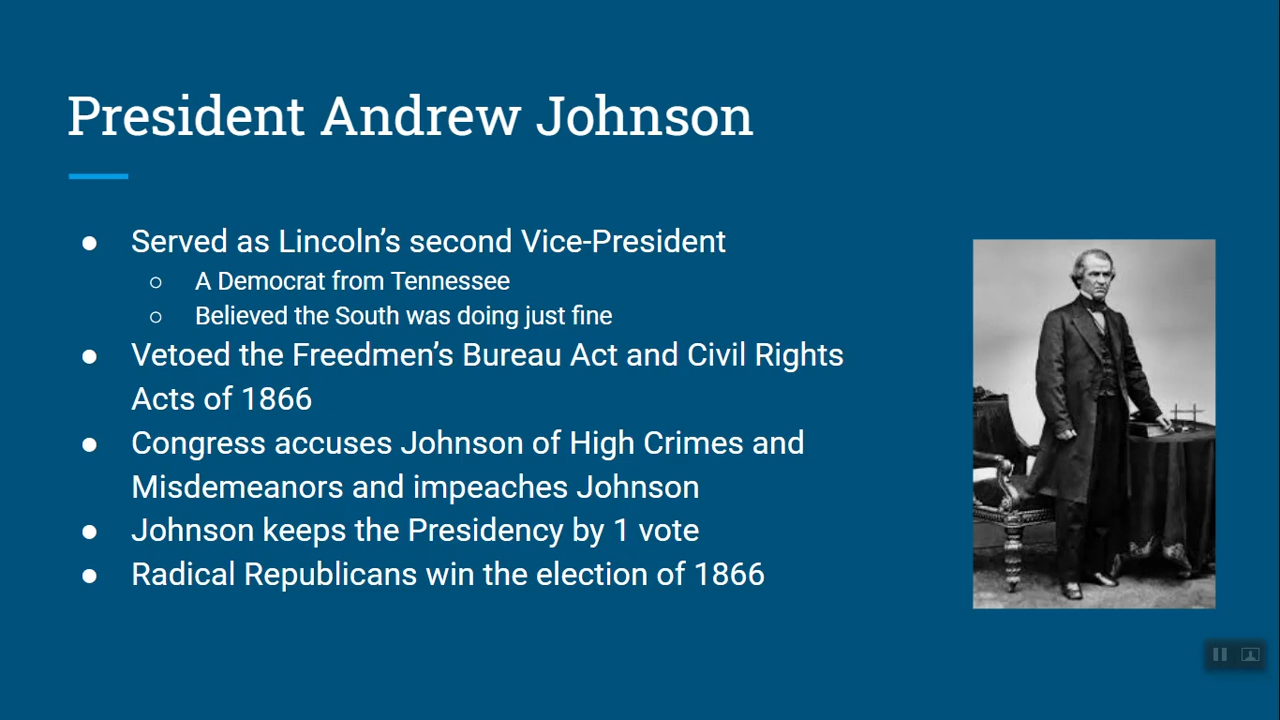 President Andrew Johnson
● Served as Lincoln’s second Vice-President
○ A Democrat from Tennessee
○ Believed the South was doing just fine
● Vetoed the Freedmen’s Bureau Act and Civil Rights
Acts of 1866
● Congress accuses Johnson of High Crimes and
Misdemeanors and impeaches Johnson
● Johnson keeps the Presidency by 1 vote
● Radical Republicans win the election of 1866